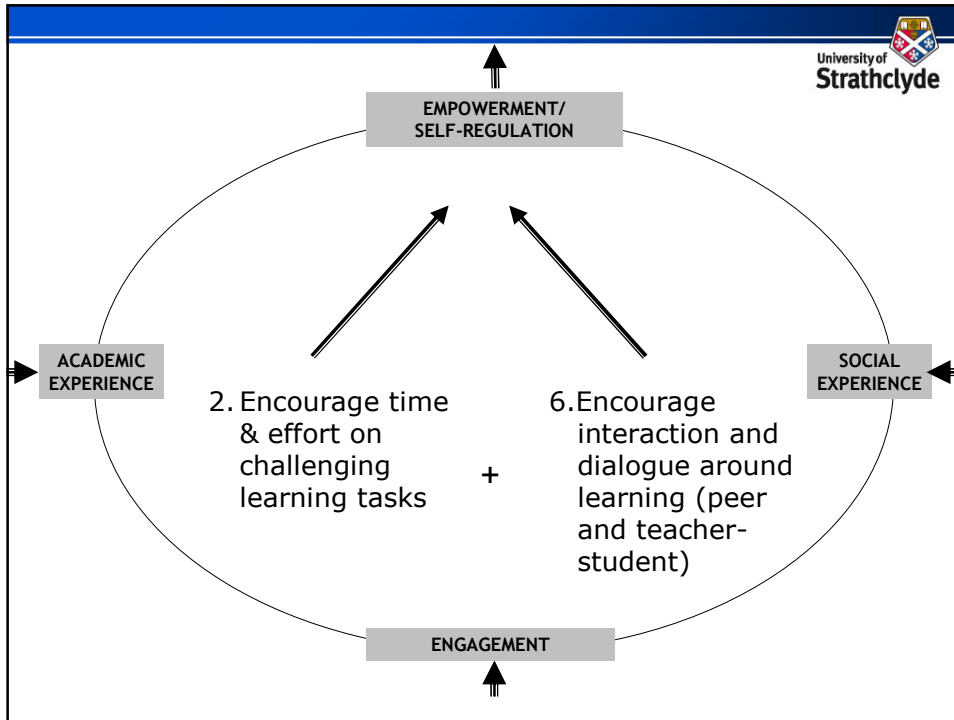 University of
Strathclyde
EMPOWERMENT/
SELF-REGULATION
ACADEMIC
EXPERIENCE
SOCIAL
EXPERIENCE
2. Encourage time
& effort on
challenging
learning tasks
+
6.Encourage
interaction and
dialogue around
learning (peer
and teacher-
student)
ENGAGEMENT